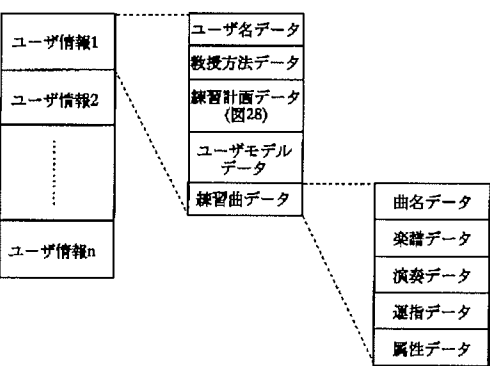 ユーザ情報1
ユーザ情報2
ユーザ情報n
ユーザ名データ
教授方法データ
練習計画データ
(図28)
ユーザモデル
データ
練習曲データ
曲名データ
楽譜データ
演奏データ
運指データ
属性データ